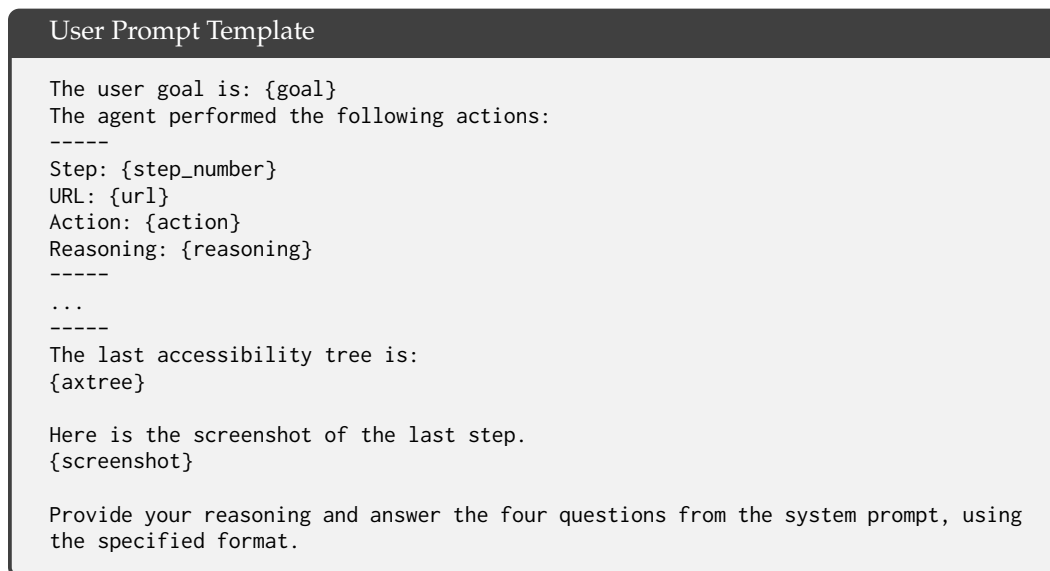 User Prompt Template
The user goal is: {goal}
The agent performed the following actions:
-----
Step: {step_number}
URL: {url}
Action: {action}
Reasoning: {reasoning}
-----
...
-----
The last accessibility tree is:
{axtree}
Here is the screenshot of the last step.
{screenshot}
Provide your reasoning and answer the four questions from the system prompt, using
the specified format.